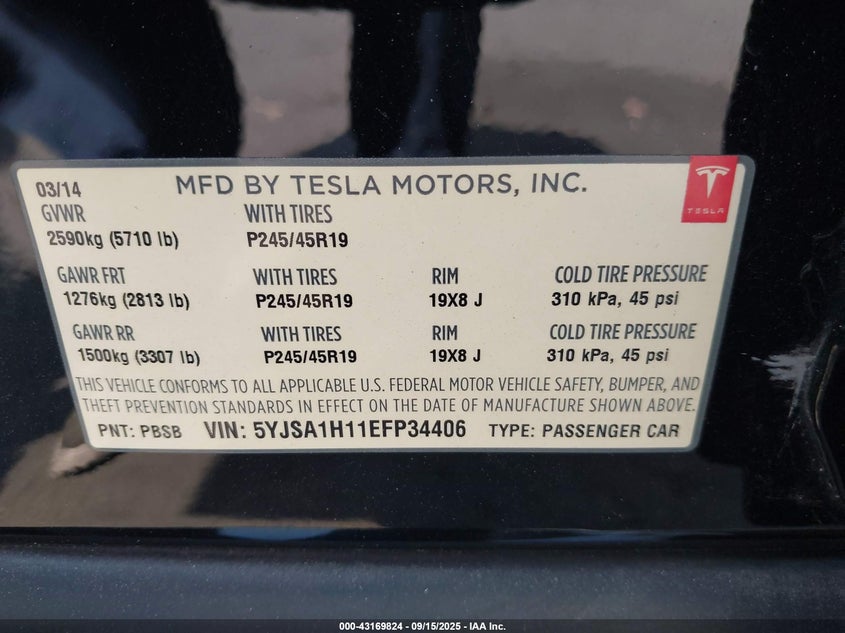 03/14
MFD BY TESLA MOTORS, INC.
TESLA
GVWR WITH TIRES
2590kg (5710 lb) P245/45R19
GAWR FRT WITH TIRES RIM COLD TIRE PRESSURE
1276kg (2813 lb) P245/45R19 19X8 J 310 kPa, 45 psi
GAWR RR WITH TIRES RIM COLD TIRE PRESSURE
1500kg (3307 lb) P245/45R19 19X8 J 310 kPa, 45 psi
THIS VEHICLE CONFORMS TO ALL APPLICABLE U.S. FEDERAL MOTOR VEHICLE SAFETY, BUMPER, AND
THEFT PREVENTION STANDARDS IN EFFECT ON THE DATE OF MANUFACTURE SHOWN ABOVE.
PNT: PBSB VIN: 5YJSA1H11EFP34406 TYPE: PASSENGER CAR
000-43169824 - 09/15/2025 - IAA Inc.